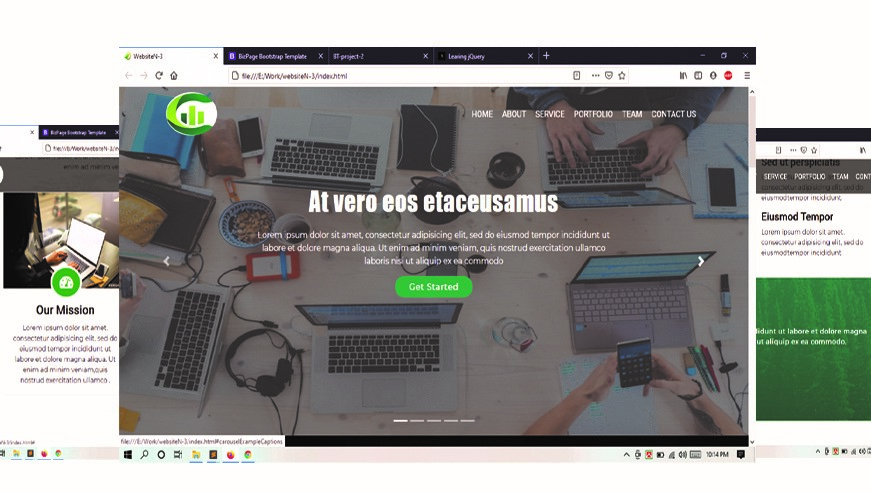 WebsiteN-3
BizPage Bootstrap Template
BT-project-2
Learing jQuery
file:///E:/Work/websiteN-3/index.html
HOME ABOUT SERVICE PORTFOLIO TEAM CONTACT US
At vero eos etaceusamus
Lorem ipsum dolor sit amet, consectetur adipisicing elit, sed do eiusmod tempor incididunt ut
labore et dolore magna aliqua. Ut enim ad minim veniam, quis nostrud exercitation ullamco
laboris nisi ut aliquip ex ea commodo
Get Started
file:///E:/Work/websiteN-3/index.html#carouselExampleCaptions
10:14 PM
BizPage Bootstrap Template
file:///E:/Work/websiteN-3/in
enim ad minim
Our Mission
Lorem ipsum dolor sit amet,
consectetur adipisicing elit, sed do
eiusmod tempor incididunt ut
labore et dolore magna aliqua. Ut
enim ad minim veniam,quis
nostrud exercitation ullamco .
Sed ut perspiciatis
SERVICE PORTFOLIO TEAM CONT
consectetur adipisicing elit, sed do
eiusmodtempor incididunt.
Eiusmod Tempor
Lorem ipsum dolor sit amet,
consectetur adipisicing elit, sed do
eiusmodtempor incididunt.
didunt ut labore et dolore magna
ut aliquip ex ea commodo.